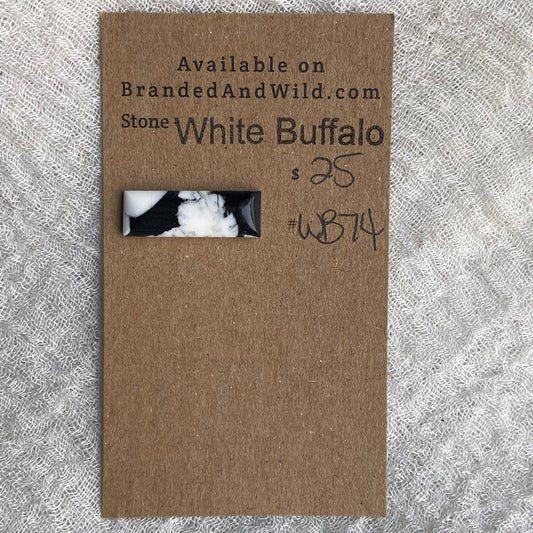 Available on
BrandedAndWild.com
Stone White Buffalo
$ 25
#WB74